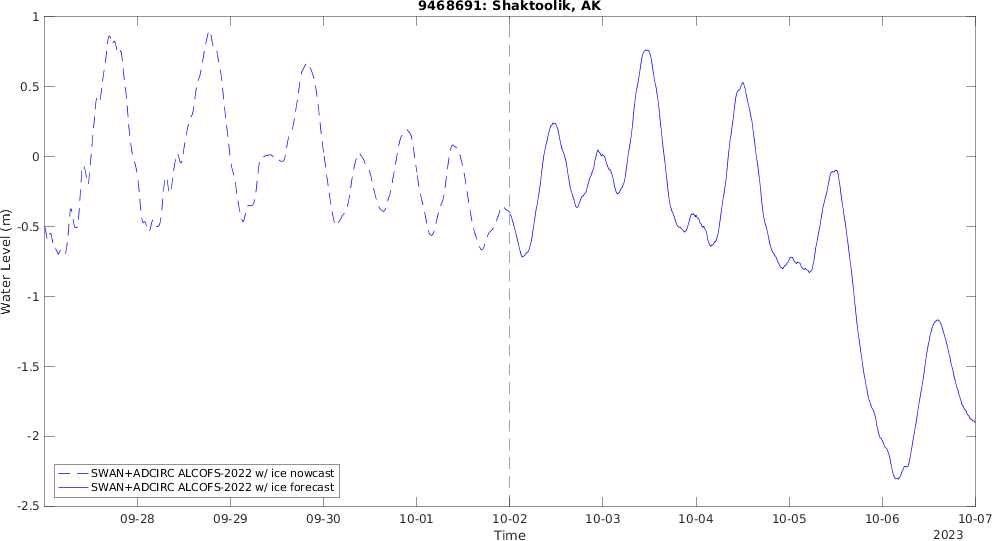 9468691: Shaktoolik, AK
Water Level (m)
1
0.5
0
-0.5
-1
-1.5
-2
-2.5
SWAN+ADCIRC ALCOFS-2022 w/ ice nowcast
SWAN+ADCIRC ALCOFS-2022 w/ ice forecast
09-28 09-29 09-30 10-01 10-02 10-03 10-04 10-05 10-06 10-07
Time
2023